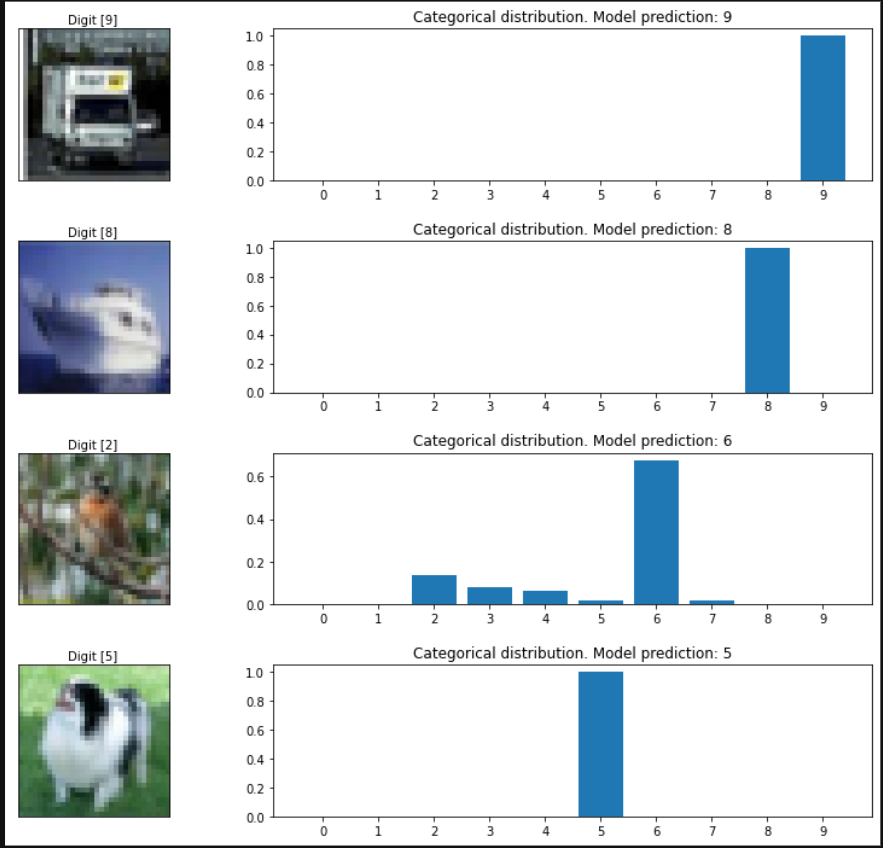 Digit [9]
Categorical distribution. Model prediction: 9
1.0
0.8
0.6
0.4
0.2
0.0
0 1 2 3 4 5 6 7 8 9
Digit [8]
Categorical distribution. Model prediction: 8
1.0
0.8
0.6
0.4
0.2
0.0
0 1 2 3 4 5 6 7 8 9
Digit [2]
Categorical distribution. Model prediction: 6
0.6
0.4
0.2
0.0
0 1 2 3 4 5 6 7 8 9
Digit [5]
Categorical distribution. Model prediction: 5
1.0
0.8
0.6
0.4
0.2
0.0
0 1 2 3 4 5 6 7 8 9